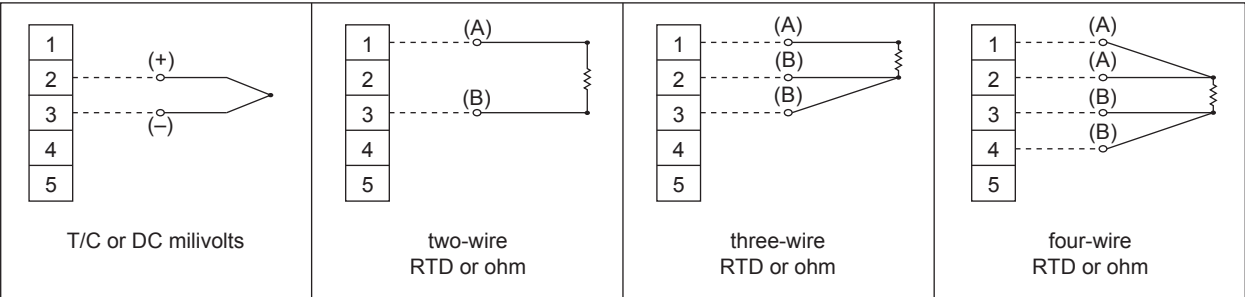 1
2
3
4
5
(+)
(–)
T/C or DC milivolts
1
2
3
4
5
(A)
(B)
two-wire
RTD or ohm
1
2
3
4
5
(A)
(B)
(B)
three-wire
RTD or ohm
1
2
3
4
5
(A)
(A)
(B)
(B)
four-wire
RTD or ohm